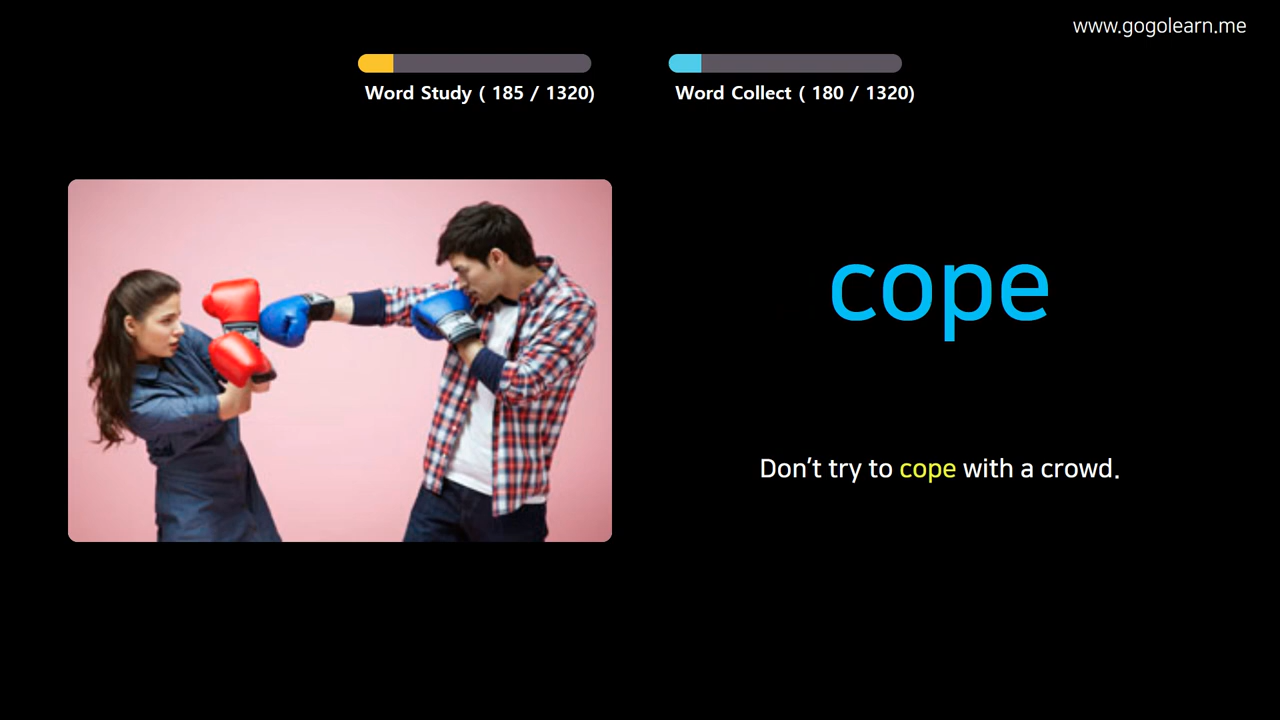 www.gogolearn.me
Word Study ( 185 / 1320)
Word Collect ( 180 / 1320)
cope
Don't try to cope with a crowd.